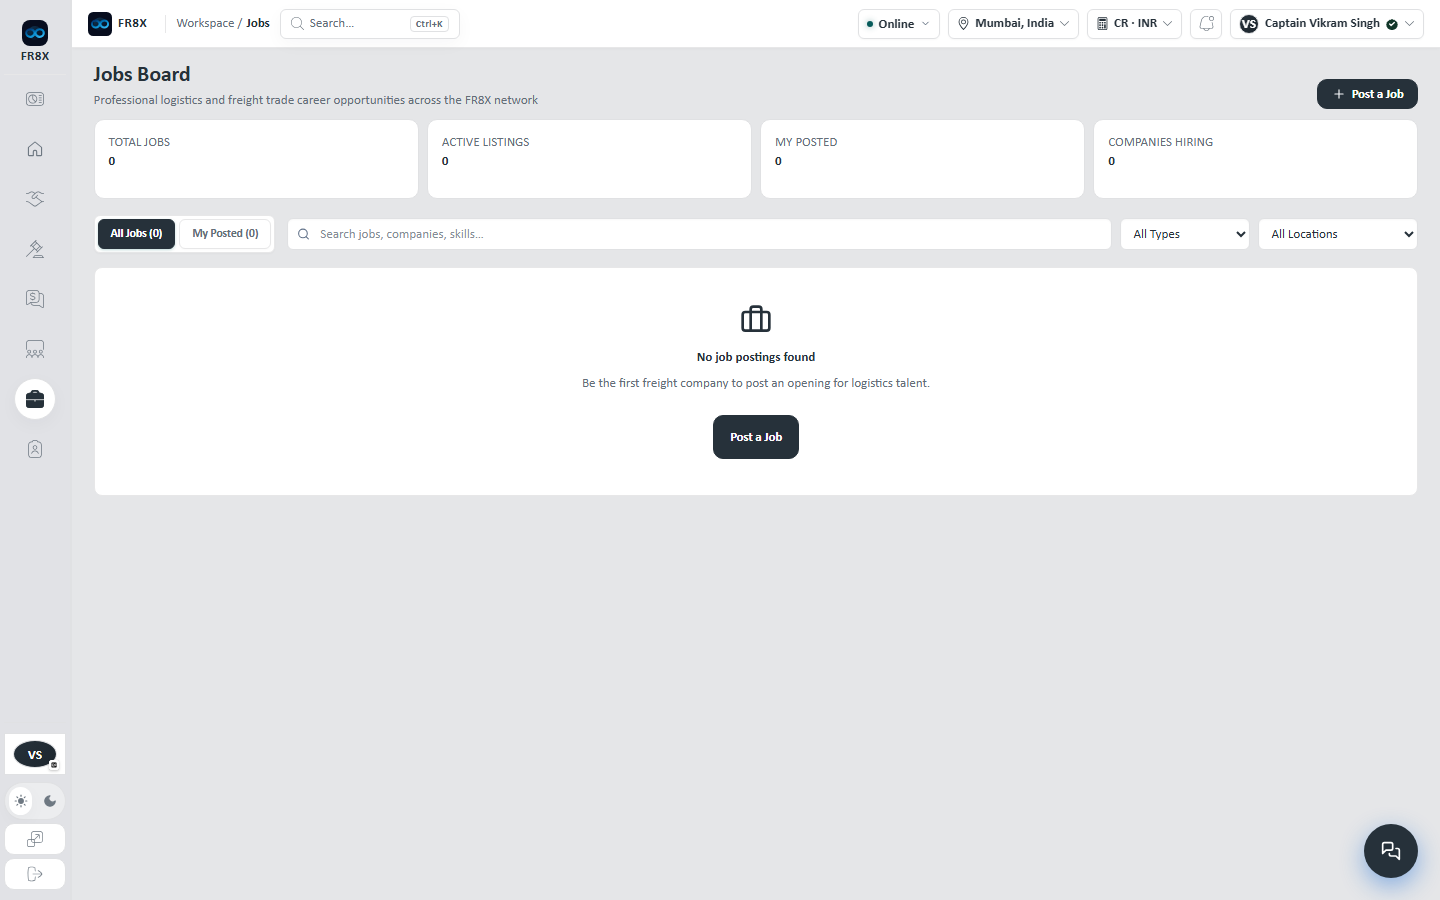 FR8X
FR8X
Workspace / Jobs
Search...
Ctrl+K
Online
Mumbai, India
CR · INR
VS
Captain Vikram Singh
Jobs Board
Professional logistics and freight trade career opportunities across the FR8X network
Post a Job
TOTAL JOBS
0
ACTIVE LISTINGS
0
MY POSTED
0
COMPANIES HIRING
0
All Jobs (0)
My Posted (0)
Search jobs, companies, skills...
All Types
All Locations
No job postings found
Be the first freight company to post an opening for logistics talent.
Post a Job
VS